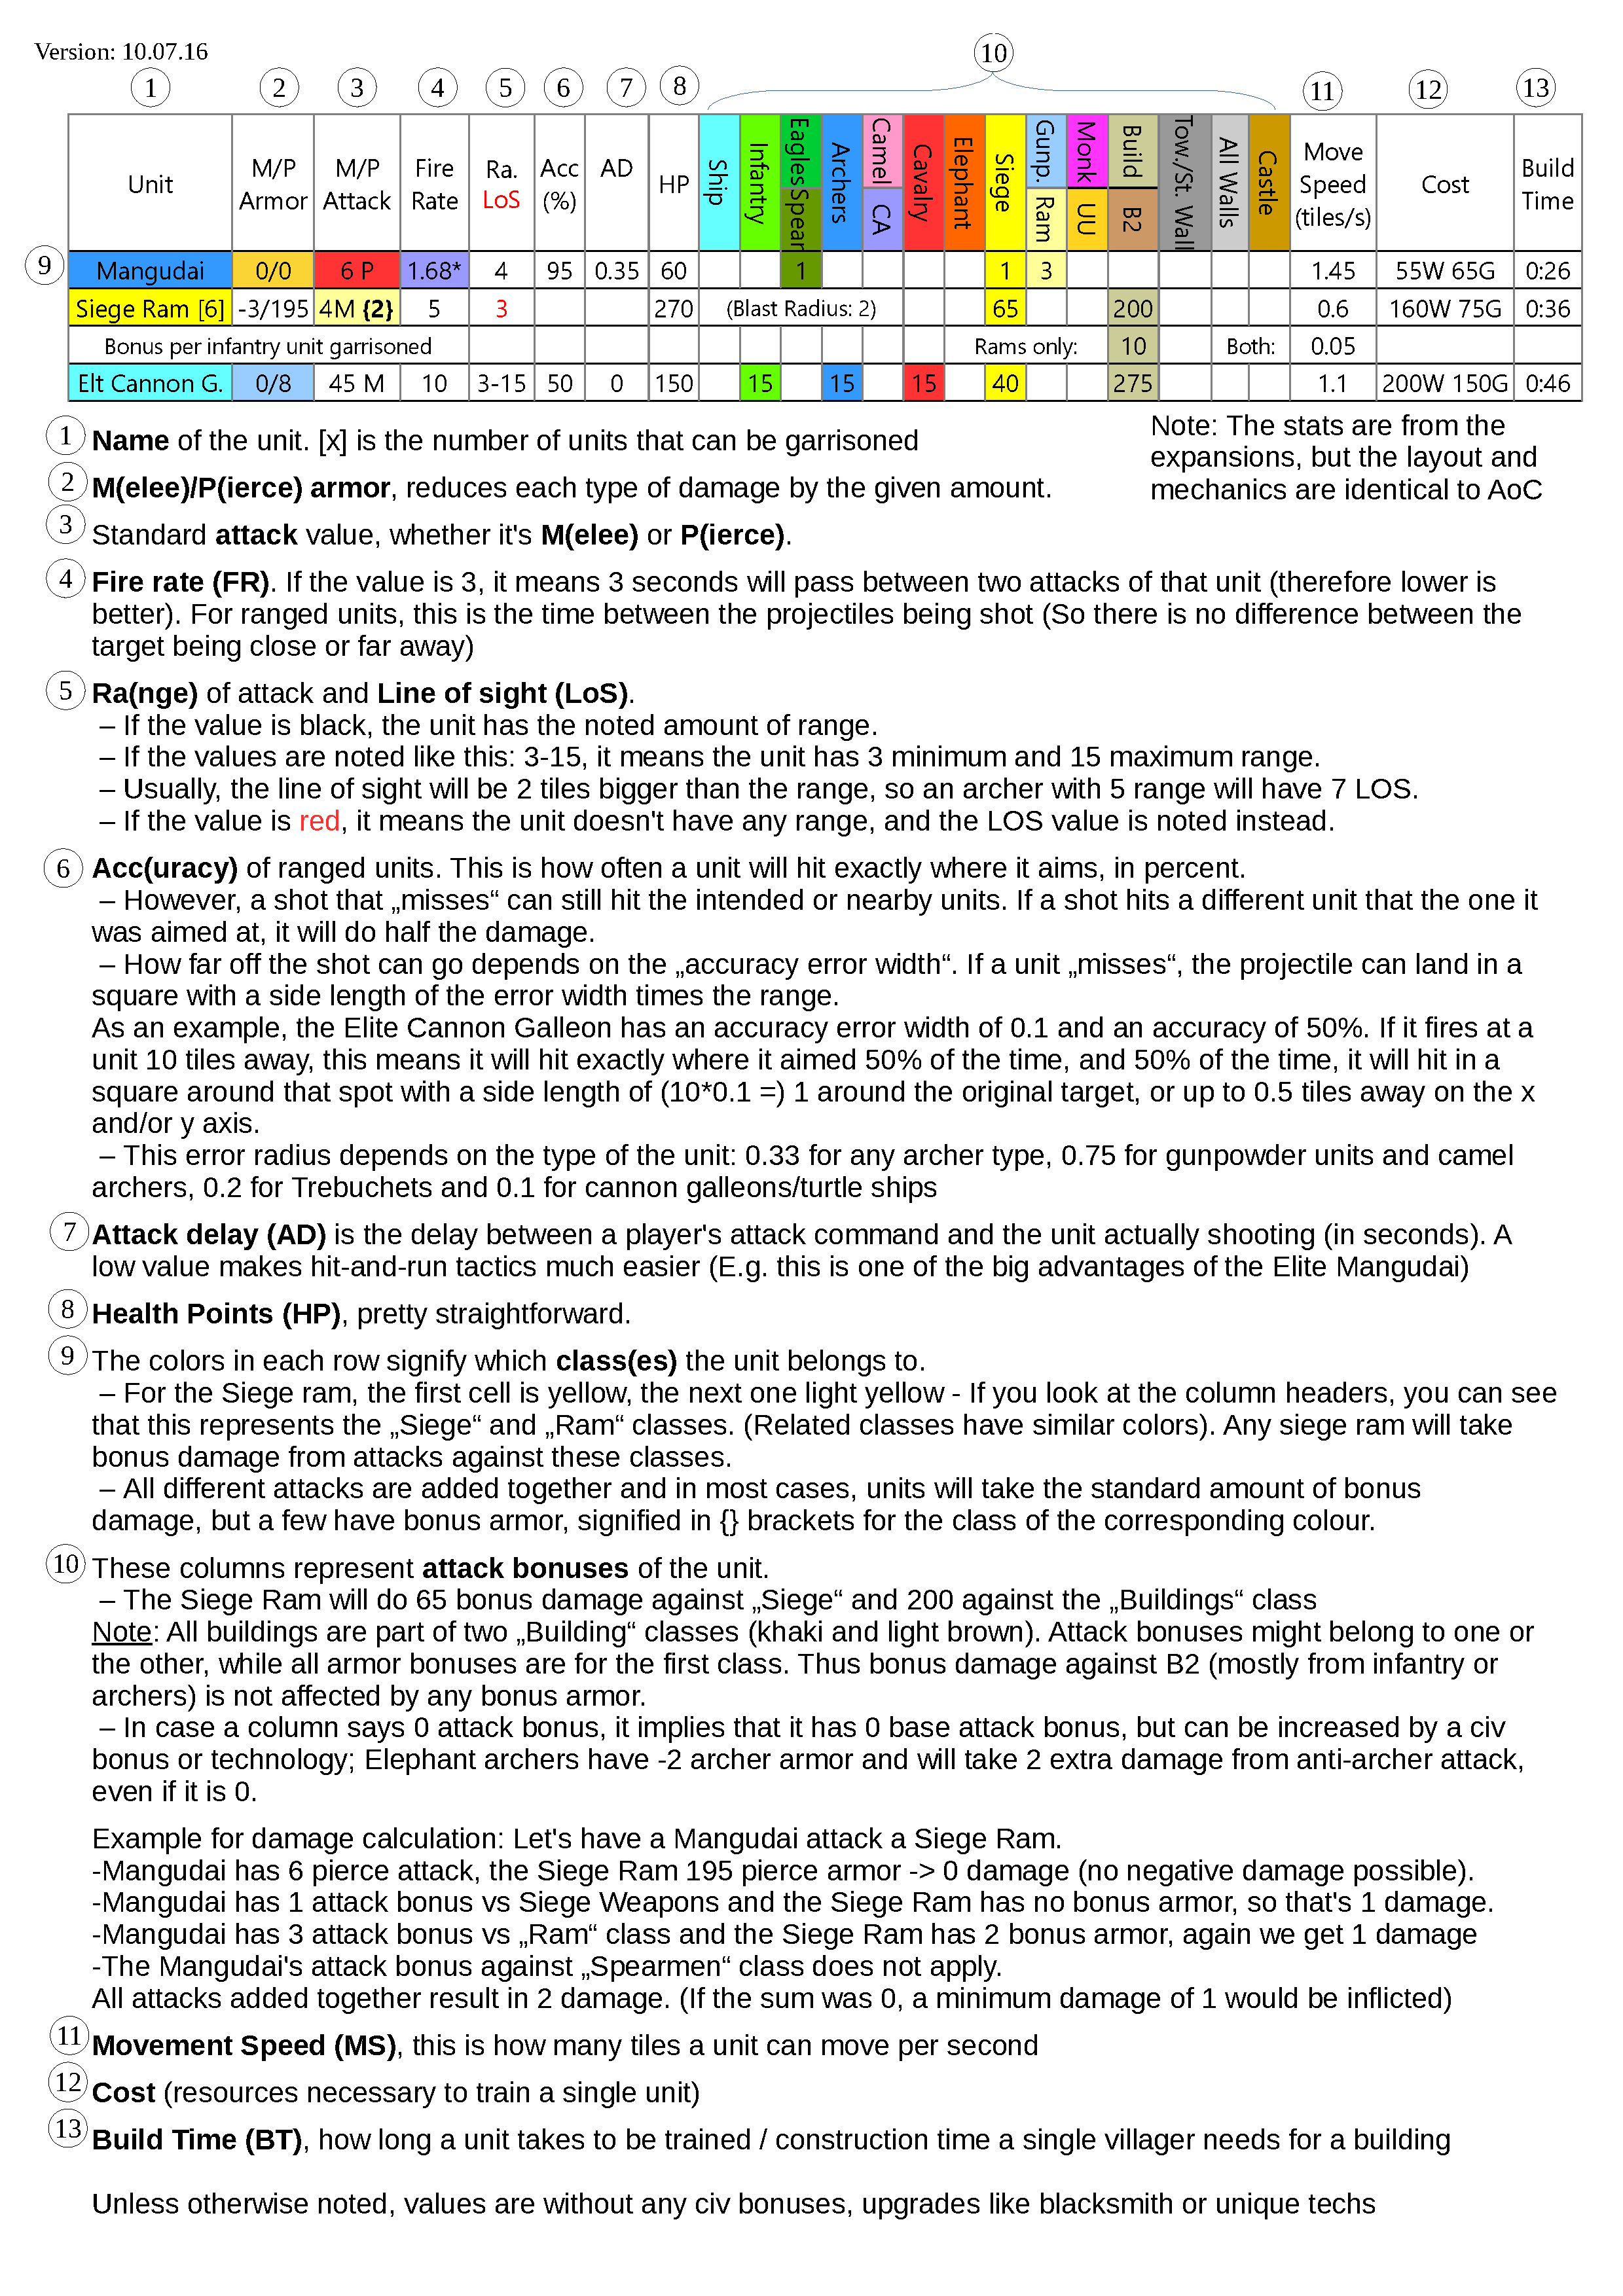 Version: 10.07.16
10
1 2 3 4 5 6 7 8 11 12 13
Unit M/P Armor M/P Attack Fire Rate Ra. LoS Acc (%) AD HP Ship Infantry Eagles Spear Archers Camel CA Cavalry Elephant Siege Gunp. Ram Monk UU Build B2 Tow./St. Wall All Walls Castle Move Speed (tiles/s) Cost Build Time
9 Mangudai 0/0 6 P 1.68* 4 95 0.35 60 1 1 3 1.45 55W 65G 0:26
Siege Ram [6] -3/195 4M {2} 5 3 270 (Blast Radius: 2) 65 200 0.6 160W 75G 0:36
Bonus per infantry unit garrisoned Rams only: 10 Both: 0.05
Elt Cannon G. 0/8 45 M 10 3-15 50 0 150 15 15 15 40 275 1.1 200W 150G 0:46
Note: The stats are from the
expansions, but the layout and
mechanics are identical to AoC
1 Name of the unit. [x] is the number of units that can be garrisoned
2 M(elee)/P(ierce) armor, reduces each type of damage by the given amount.
3 Standard attack value, whether it's M(elee) or P(ierce).
4 Fire rate (FR). If the value is 3, it means 3 seconds will pass between two attacks of that unit (therefore lower is
better). For ranged units, this is the time between the projectiles being shot (So there is no difference between the
target being close or far away)
5 Ra(nge) of attack and Line of sight (LoS).
– If the value is black, the unit has the noted amount of range.
– If the values are noted like this: 3-15, it means the unit has 3 minimum and 15 maximum range.
– Usually, the line of sight will be 2 tiles bigger than the range, so an archer with 5 range will have 7 LOS.
– If the value is red, it means the unit doesn't have any range, and the LOS value is noted instead.
6 Acc(uracy) of ranged units. This is how often a unit will hit exactly where it aims, in percent.
– However, a shot that „misses“ can still hit the intended or nearby units. If a shot hits a different unit that the one it
was aimed at, it will do half the damage.
– How far off the shot can go depends on the „accuracy error width“. If a unit „misses“, the projectile can land in a
square with a side length of the error width times the range.
As an example, the Elite Cannon Galleon has an accuracy error width of 0.1 and an accuracy of 50%. If it fires at a
unit 10 tiles away, this means it will hit exactly where it aimed 50% of the time, and 50% of the time, it will hit in a
square around that spot with a side length of (10*0.1 =) 1 around the original target, or up to 0.5 tiles away on the x
and/or y axis.
– This error radius depends on the type of the unit: 0.33 for any archer type, 0.75 for gunpowder units and camel
archers, 0.2 for Trebuchets and 0.1 for cannon galleons/turtle ships
7 Attack delay (AD) is the delay between a player's attack command and the unit actually shooting (in seconds). A
low value makes hit-and-run tactics much easier (E.g. this is one of the big advantages of the Elite Mangudai)
8 Health Points (HP), pretty straightforward.
9 The colors in each row signify which class(es) the unit belongs to.
– For the Siege ram, the first cell is yellow, the next one light yellow - If you look at the column headers, you can see
that this represents the „Siege“ and „Ram“ classes. (Related classes have similar colors). Any siege ram will take
bonus damage from attacks against these classes.
– All different attacks are added together and in most cases, units will take the standard amount of bonus
damage, but a few have bonus armor, signified in {} brackets for the class of the corresponding colour.
10 These columns represent attack bonuses of the unit.
– The Siege Ram will do 65 bonus damage against „Siege“ and 200 against the „Buildings“ class
Note: All buildings are part of two „Building“ classes (khaki and light brown). Attack bonuses might belong to one or
the other, while all armor bonuses are for the first class. Thus bonus damage against B2 (mostly from infantry or
archers) is not affected by any bonus armor.
– In case a column says 0 attack bonus, it implies that it has 0 base attack bonus, but can be increased by a civ
bonus or technology; Elephant archers have -2 archer armor and will take 2 extra damage from anti-archer attack,
even if it is 0.
Example for damage calculation: Let's have a Mangudai attack a Siege Ram.
-Mangudai has 6 pierce attack, the Siege Ram 195 pierce armor -> 0 damage (no negative damage possible).
-Mangudai has 1 attack bonus vs Siege Weapons and the Siege Ram has no bonus armor, so that's 1 damage.
-Mangudai has 3 attack bonus vs „Ram“ class and the Siege Ram has 2 bonus armor, again we get 1 damage
-The Mangudai's attack bonus against „Spearmen“ class does not apply.
All attacks added together result in 2 damage. (If the sum was 0, a minimum damage of 1 would be inflicted)
11 Movement Speed (MS), this is how many tiles a unit can move per second
12 Cost (resources necessary to train a single unit)
13 Build Time (BT), how long a unit takes to be trained / construction time a single villager needs for a building
Unless otherwise noted, values are without any civ bonuses, upgrades like blacksmith or unique techs